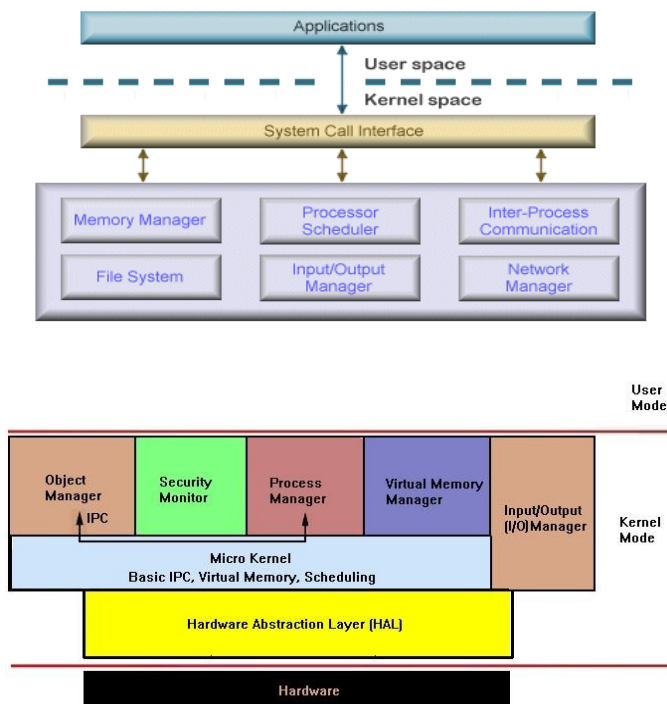 Applications
User space
Kernel space
System Call Interface
Memory Manager
Processor
Scheduler
Inter-Process
Communication
File System
Input/Output
Manager
Network
Manager
User
Mode
Object
Manager
IPC
Security
Monitor
Process
Manager
Virtual Memory
Manager
Input/Output
(I/O)Manager
Kernel
Mode
Micro Kernel
Basic IPC, Virtual Memory, Scheduling
Hardware Abstraction Layer (HAL)
Hardware